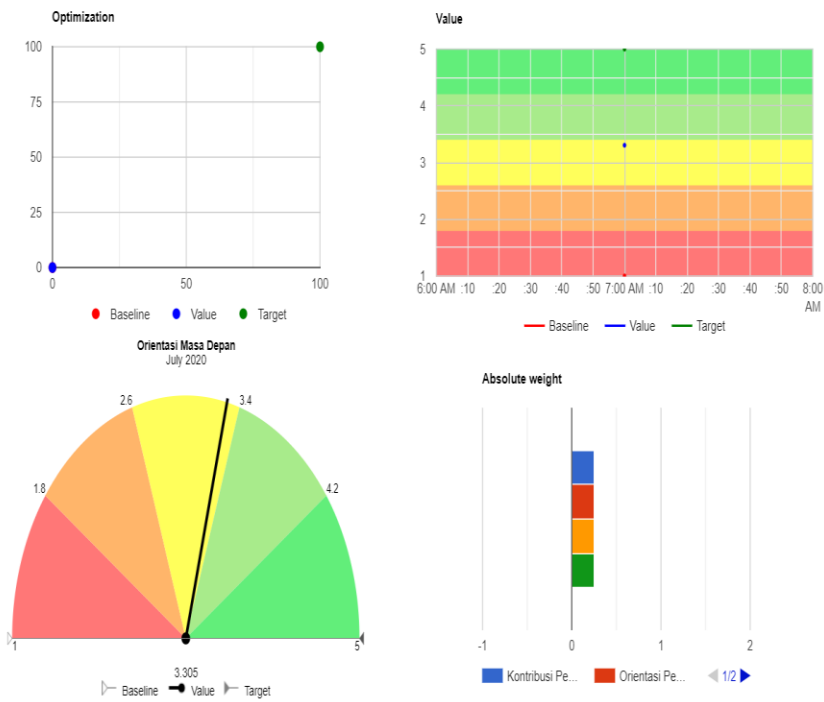 Optimization
100
75
50
25
0
0 50 100
Baseline Value Target
Value
5
4
3
2
1
6:00 AM :10 :20 :30 :40 :50 7:00 AM :10 :20 :30 :40 :50 8:00
AM
Baseline Value Target
Orientasi Masa Depan
July 2020
2.6 3.4
1.8 4.2
1 5
3.305
Baseline Value Target
Absolute weight
-1 0 1 2
Kontribusi Pe... Orientasi Pe... 1/2